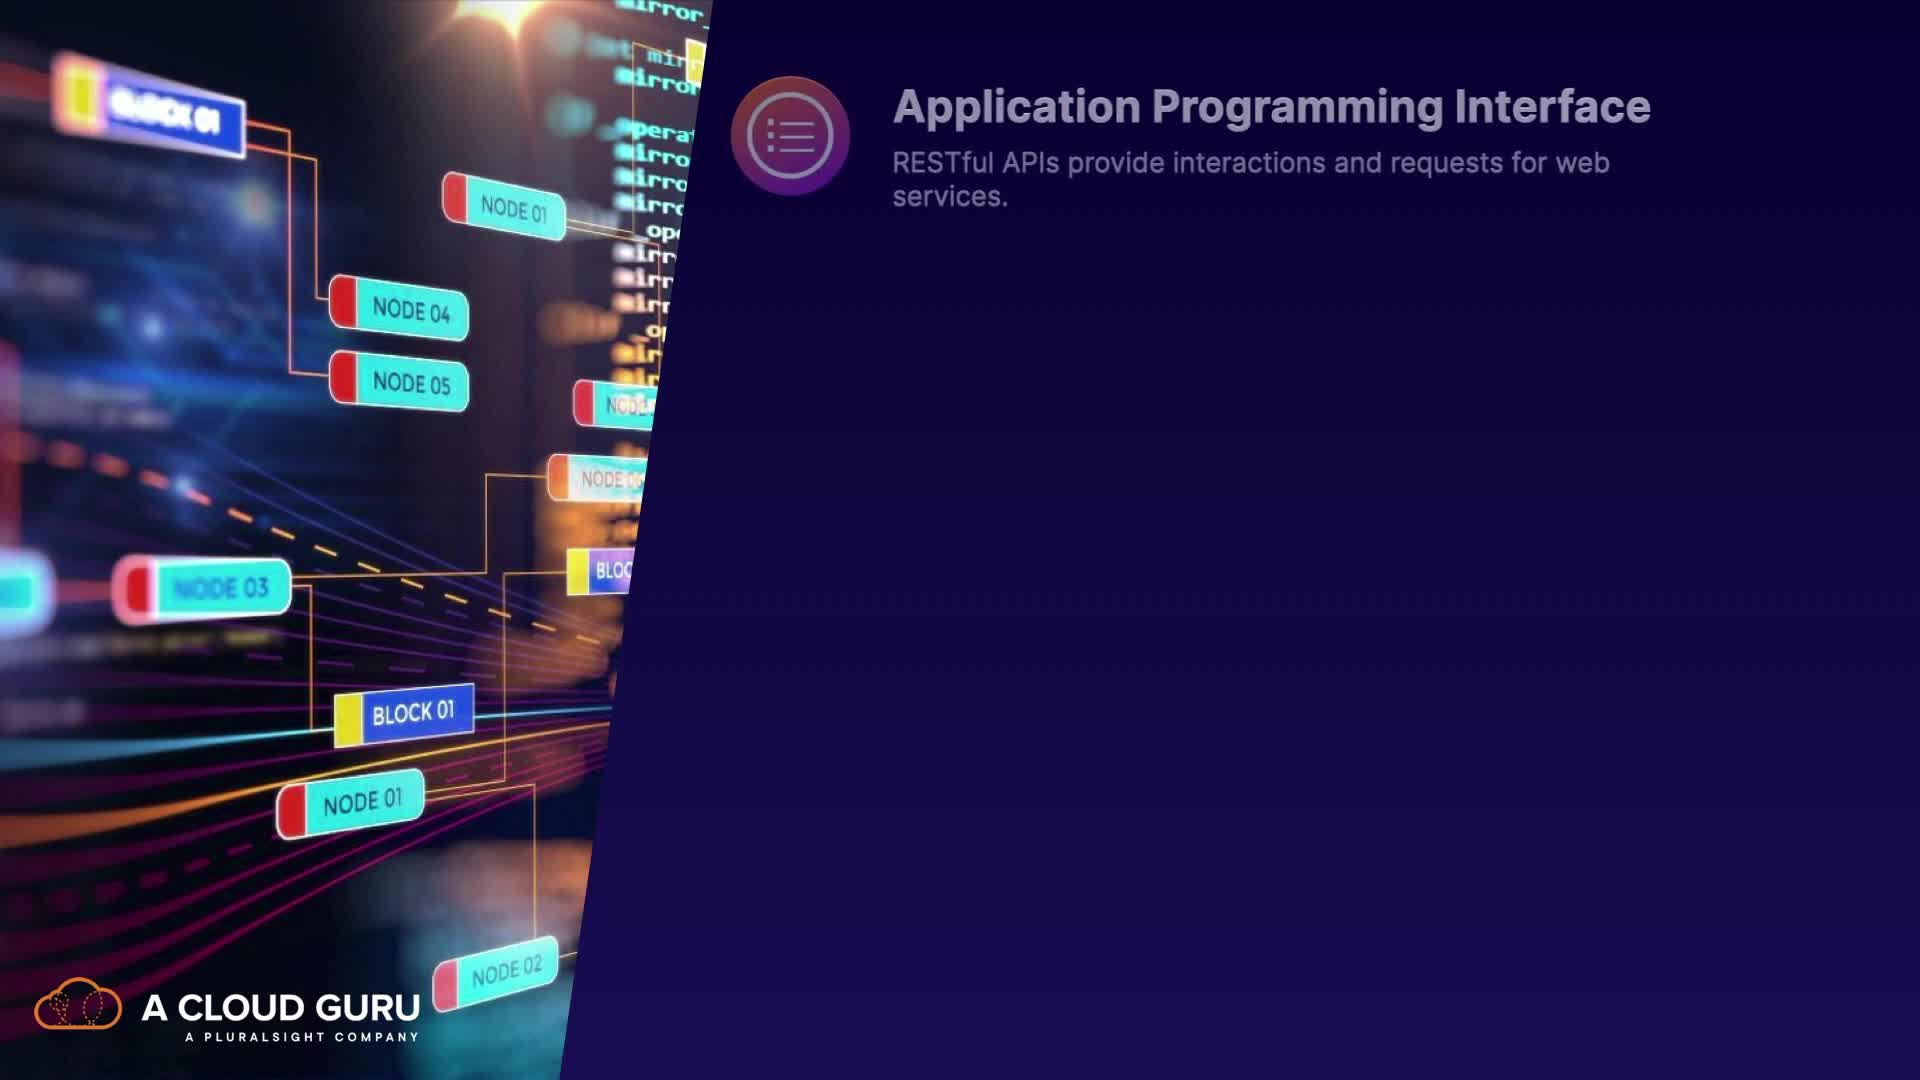 Application Programming Interface
RESTful APIs provide interactions and requests for web
services.
BLOCK 01
NODE 01
NODE 04
NODE 05
NODE 03
BLOCK 01
NODE 01
NODE 02
A CLOUD GURU
A PLURALSIGHT COMPANY